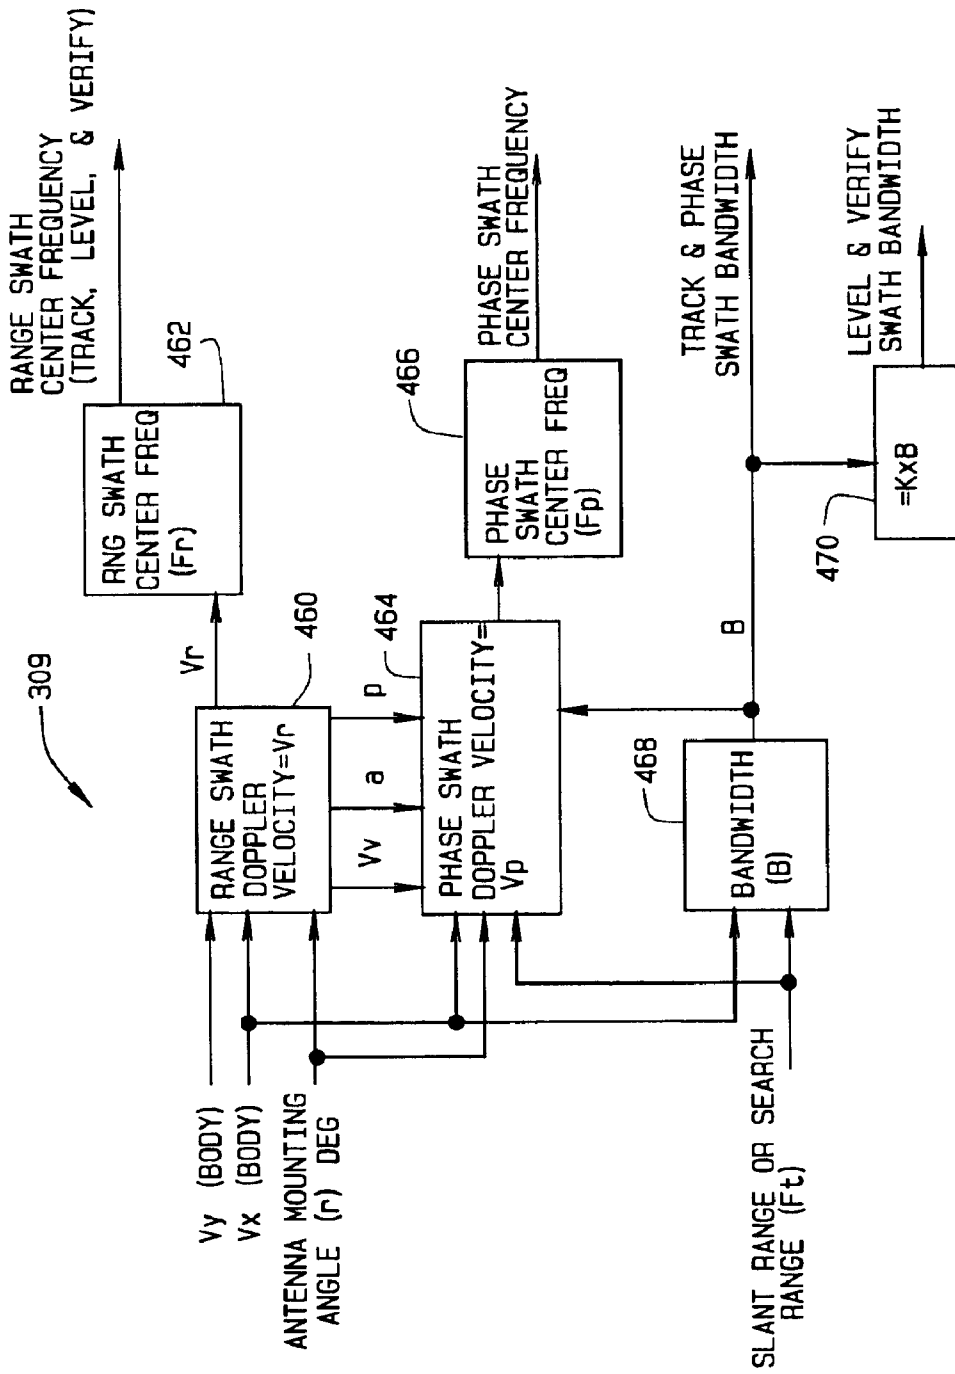 309
Vy (BODY)
Vx (BODY)
ANTENNA MOUNTING
ANGLE (r) DEG
SLANT RANGE OR SEARCH
RANGE (Ft)
RANGE SWATH
DOPPLER
VELOCITY=Vr
460
Vr
RNG SWATH
CENTER FREQ
(Fr)
462
RANGE SWATH
CENTER FREQUENCY
(TRACK, LEVEL, & VERIFY)
Vv
a
p
464
PHASE SWATH
DOPPLER VELOCITY=
Vp
PHASE
SWATH
CENTER FREQ
(Fp)
466
PHASE SWATH
CENTER FREQUENCY
BANDWIDTH
(B)
468
B
TRACK & PHASE
SWATH BANDWIDTH
470
=KxB
LEVEL & VERIFY
SWATH BANDWIDTH